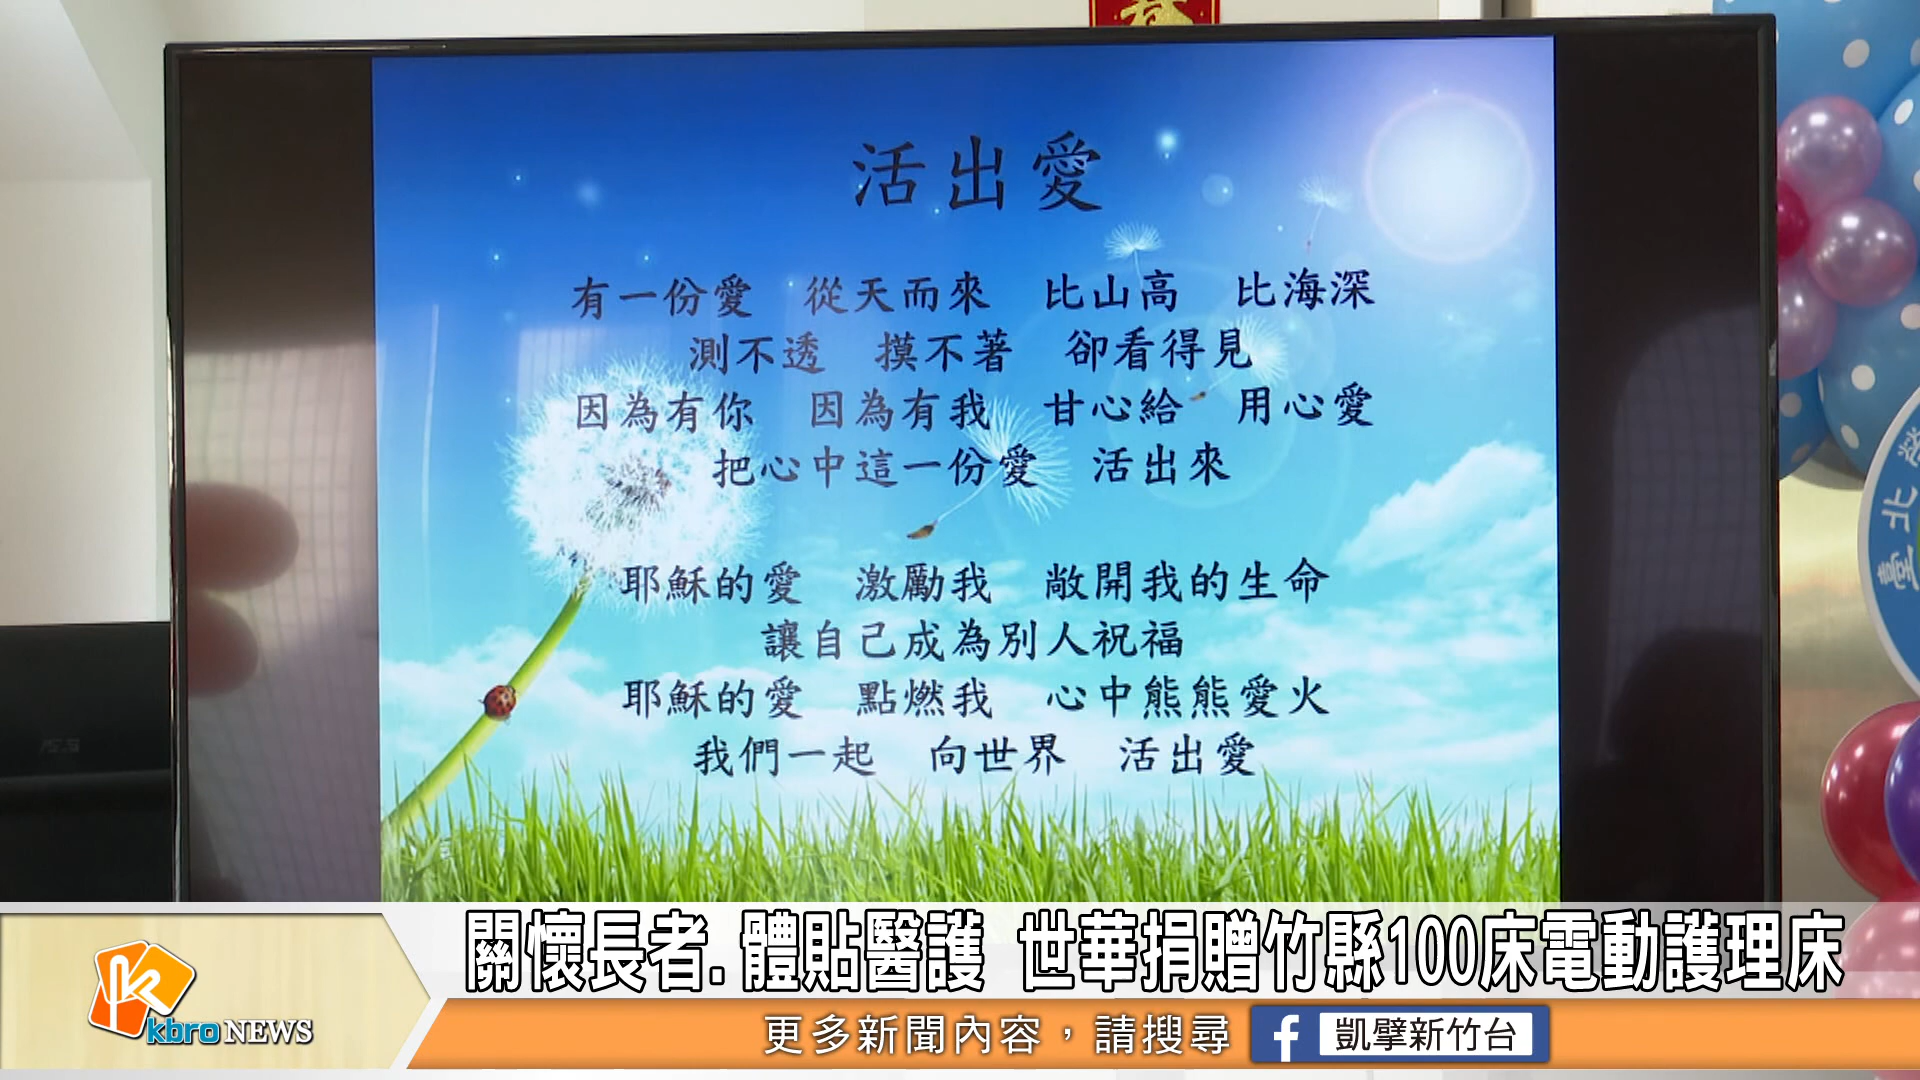 活出愛
有一份愛 從天而來 比山高 比海深
測不透 摸不著 卻看得見
因為有你 因為有我 甘心給 用心愛
把心中這一份愛 活出來
耶穌的愛 激勵我 敞開我的生命
讓自己成為別人祝福
耶穌的愛 點燃我 心中熊熊愛火
我們一起 向世界 活出愛
臺北
關懷長者.體貼醫護 世華捐贈竹縣100床電動護理床
kbro NEWS
更多新聞內容，請搜尋 f 凱擘新竹台